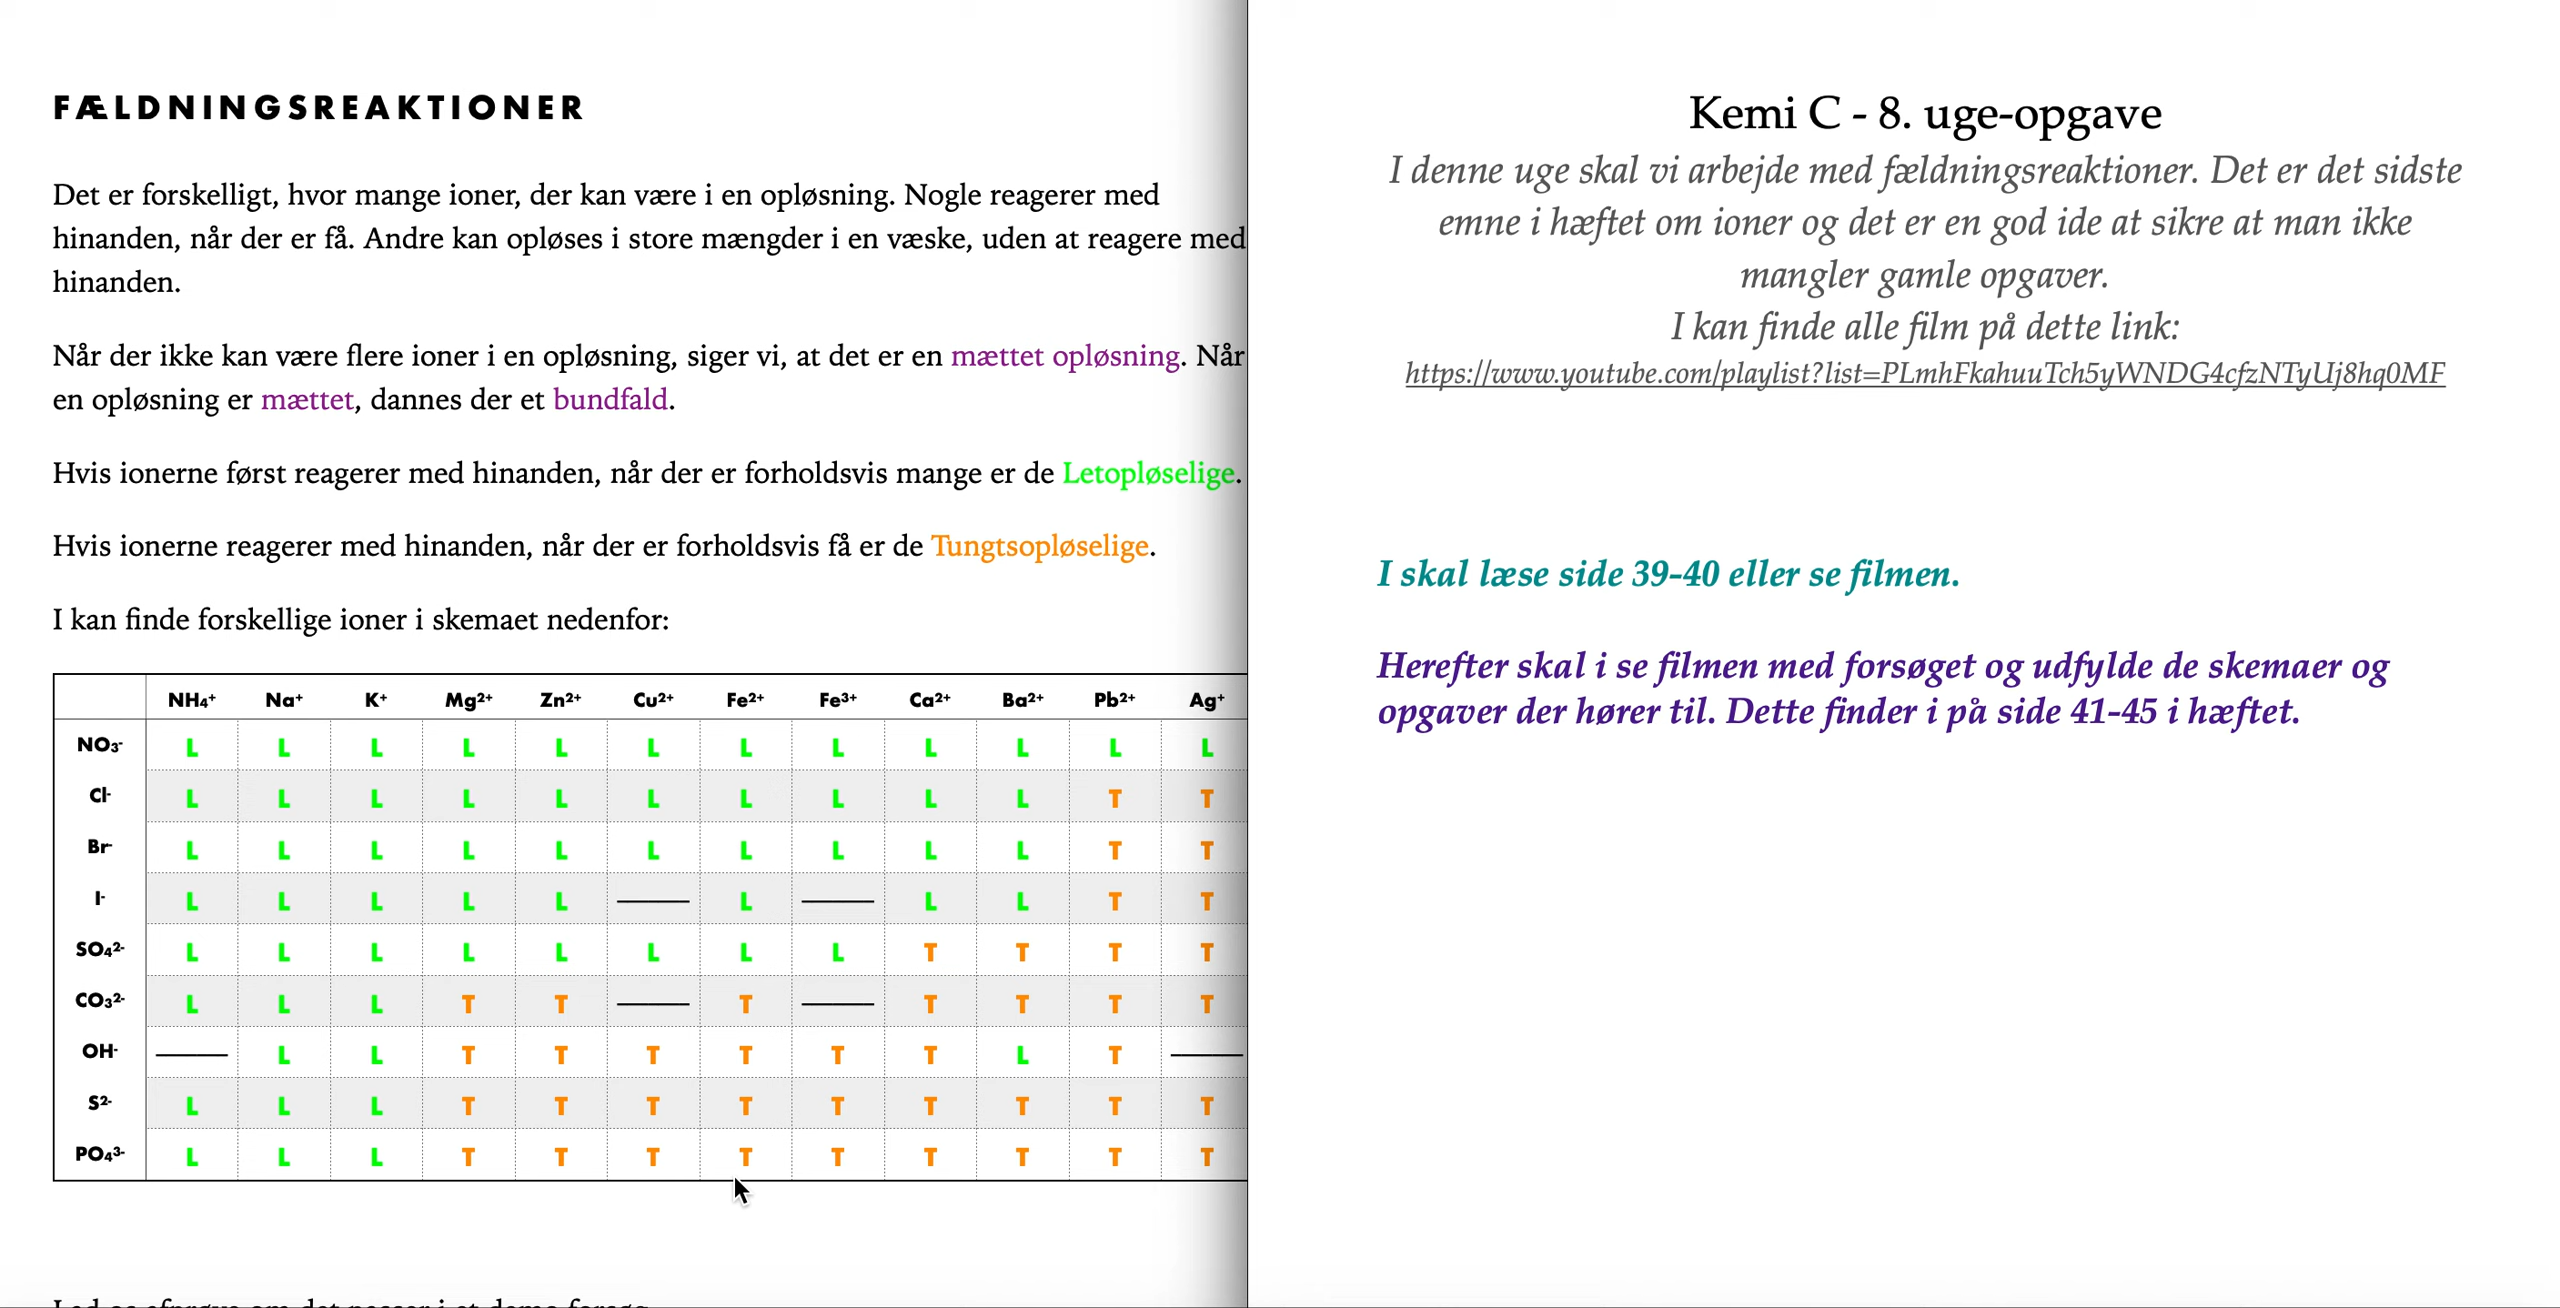 FÆLDNINGSREAKTIONER
Det er forskelligt, hvor mange ioner, der kan være i en opløsning. Nogle reagerer med
hinanden, når der er få. Andre kan opløses i store mængder i en væske, uden at reagere med
hinanden.
Når der ikke kan være flere ioner i en opløsning, siger vi, at det er en mættet opløsning. Når
en opløsning er mættet, dannes der et bundfald.
Hvis ionerne først reagerer med hinanden, når der er forholdsvis mange er de Letopløselige.
Hvis ionerne reagerer med hinanden, når der er forholdsvis få er de Tungtsopløselige.
I kan finde forskellige ioner i skemaet nedenfor:
NH₄⁺ Na⁺ K⁺ Mg²⁺ Zn²⁺ Cu²⁺ Fe²⁺ Fe³⁺ Ca²⁺ Ba²⁺ Pb²⁺ Ag⁺
NO₃⁻ L L L L L L L L L L L L
Cl⁻ L L L L L L L L L L T T
Br⁻ L L L L L L L L L L T T
I⁻ L L L L L — L — L L T T
SO₄²⁻ L L L L L L L L T T T T
CO₃²⁻ L L L T T — T — T T T T
OH⁻ — L L T T T T T T L T —
S²⁻ L L L T T T T T T T T T
PO₄³⁻ L L L T T T T T T T T T
Lad os afprøve om det passer i et demo forsøg
Kemi C - 8. uge-opgave
I denne uge skal vi arbejde med fældningsreaktioner. Det er det sidste
emne i hæftet om ioner og det er en god ide at sikre at man ikke
mangler gamle opgaver.
I kan finde alle film på dette link:
https://www.youtube.com/playlist?list=PLmhFkahuuTch5yWNDG4cfzNTyUj8hq0MF
I skal læse side 39-40 eller se filmen.
Herefter skal i se filmen med forsøget og udfylde de skemaer og
opgaver der hører til. Dette finder i på side 41-45 i hæftet.